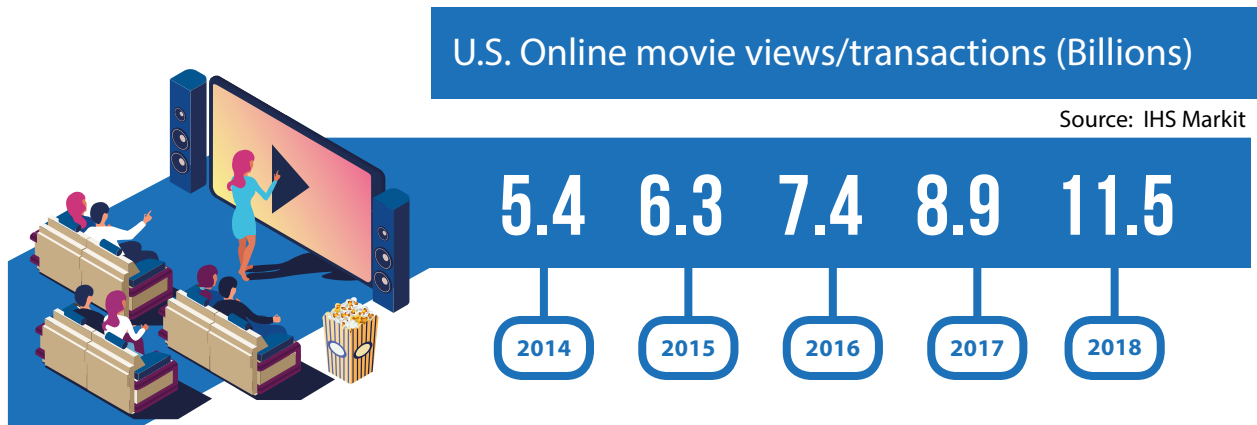 U.S. Online movie views/transactions (Billions)
Source: IHS Markit
5.4 6.3 7.4 8.9 11.5
2014 2015 2016 2017 2018